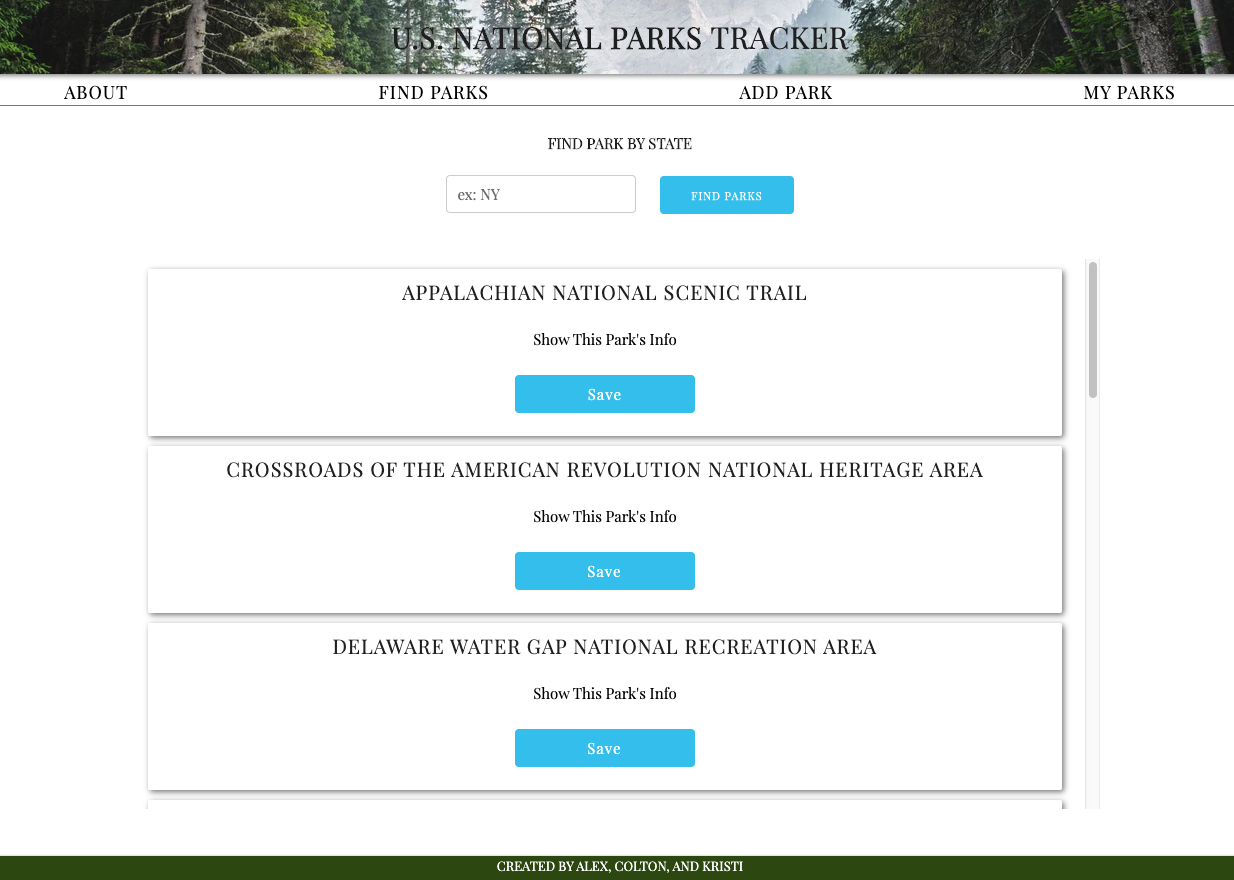 U.S. NATIONAL PARKS TRACKER
ABOUT FIND PARKS ADD PARK MY PARKS
FIND PARK BY STATE
ex: NY FIND PARKS
APPALACHIAN NATIONAL SCENIC TRAIL
Show This Park's Info
Save
CROSSROADS OF THE AMERICAN REVOLUTION NATIONAL HERITAGE AREA
Show This Park's Info
Save
DELAWARE WATER GAP NATIONAL RECREATION AREA
Show This Park's Info
Save
CREATED BY ALEX, COLTON, AND KRISTI